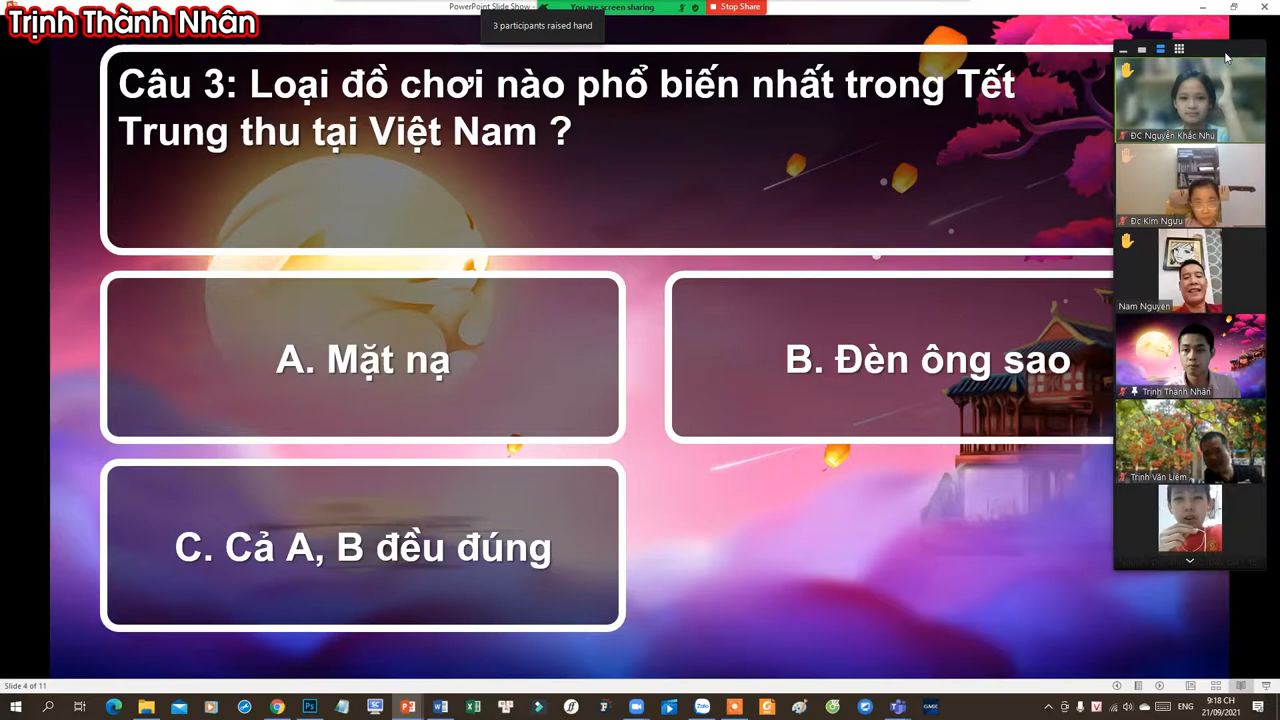 PowerPoint Slide Show -
You are screen sharing
Stop Share
3 participants raised hand
Trịnh Thành Nhân
Câu 3: Loại đồ chơi nào phổ biến nhất trong Tết
Trung thu tại Việt Nam ?
A. Mặt nạ
B. Đèn ông sao
C. Cả A, B đều đúng
ĐC Nguyễn Khắc Nhu
Đc Kim Ngưu
Nam Nguyen
Trịnh Thành Nhân
Trịnh Văn Liêm
Slide 4 of 11
ENG
9:18 CH
21/09/2021